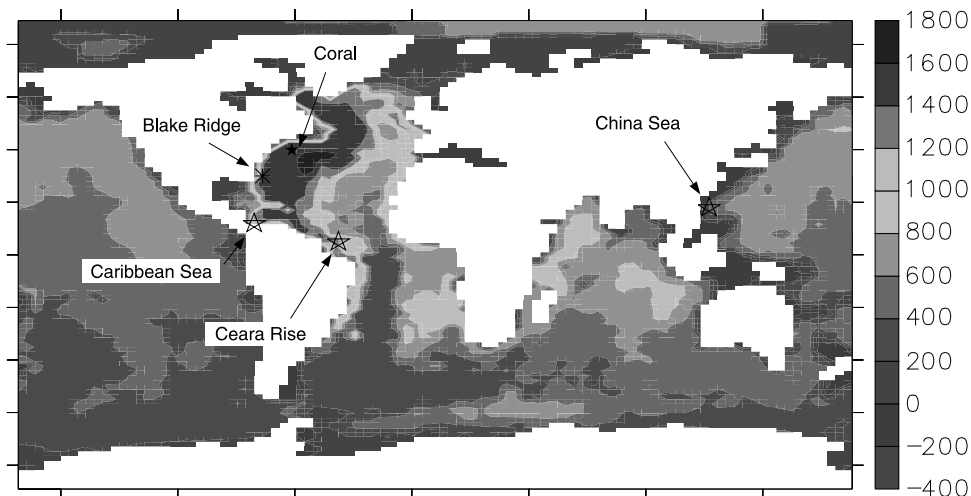 Coral
Blake Ridge
China Sea
Caribbean Sea
Ceara Rise
1800
1600
1400
1200
1000
800
600
400
200
0
−200
−400